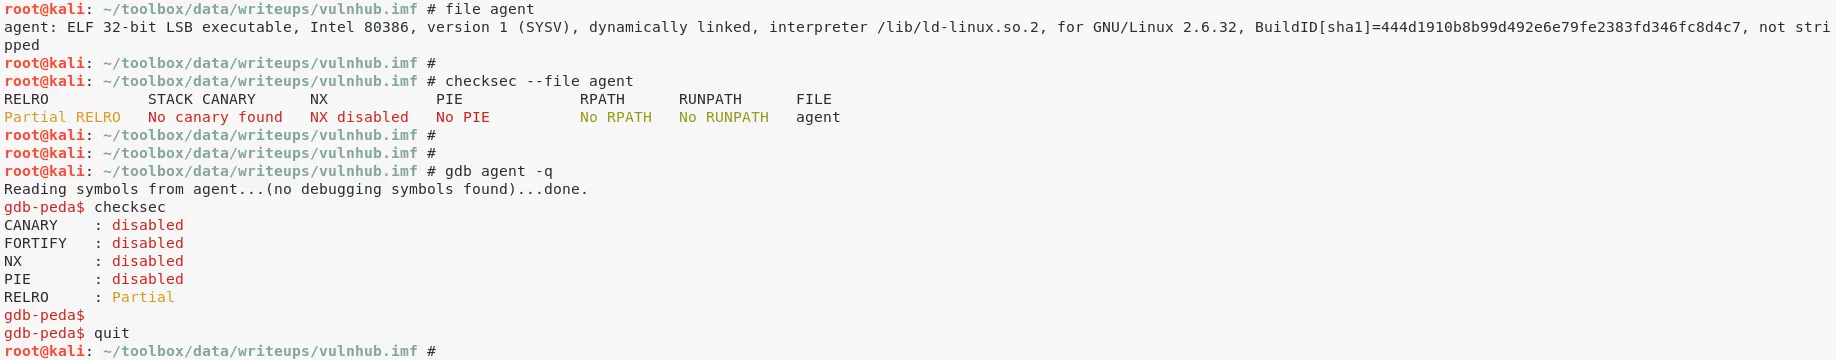 root@kali: ~/toolbox/data/writeups/vulnhub.imf # file agent
agent: ELF 32-bit LSB executable, Intel 80386, version 1 (SYSV), dynamically linked, interpreter /lib/ld-linux.so.2, for GNU/Linux 2.6.32, BuildID[sha1]=444d1910b8b99d492e6e79fe2383fd346fc8d4c7, not stri
pped
root@kali: ~/toolbox/data/writeups/vulnhub.imf #
root@kali: ~/toolbox/data/writeups/vulnhub.imf # checksec --file agent
RELRO           STACK CANARY      NX            PIE             RPATH      RUNPATH      FILE
Partial RELRO   No canary found   NX disabled   No PIE          No RPATH   No RUNPATH   agent
root@kali: ~/toolbox/data/writeups/vulnhub.imf #
root@kali: ~/toolbox/data/writeups/vulnhub.imf #
root@kali: ~/toolbox/data/writeups/vulnhub.imf # gdb agent -q
Reading symbols from agent...(no debugging symbols found)...done.
gdb-peda$ checksec
CANARY    : disabled
FORTIFY   : disabled
NX        : disabled
PIE       : disabled
RELRO     : Partial
gdb-peda$
gdb-peda$ quit
root@kali: ~/toolbox/data/writeups/vulnhub.imf #